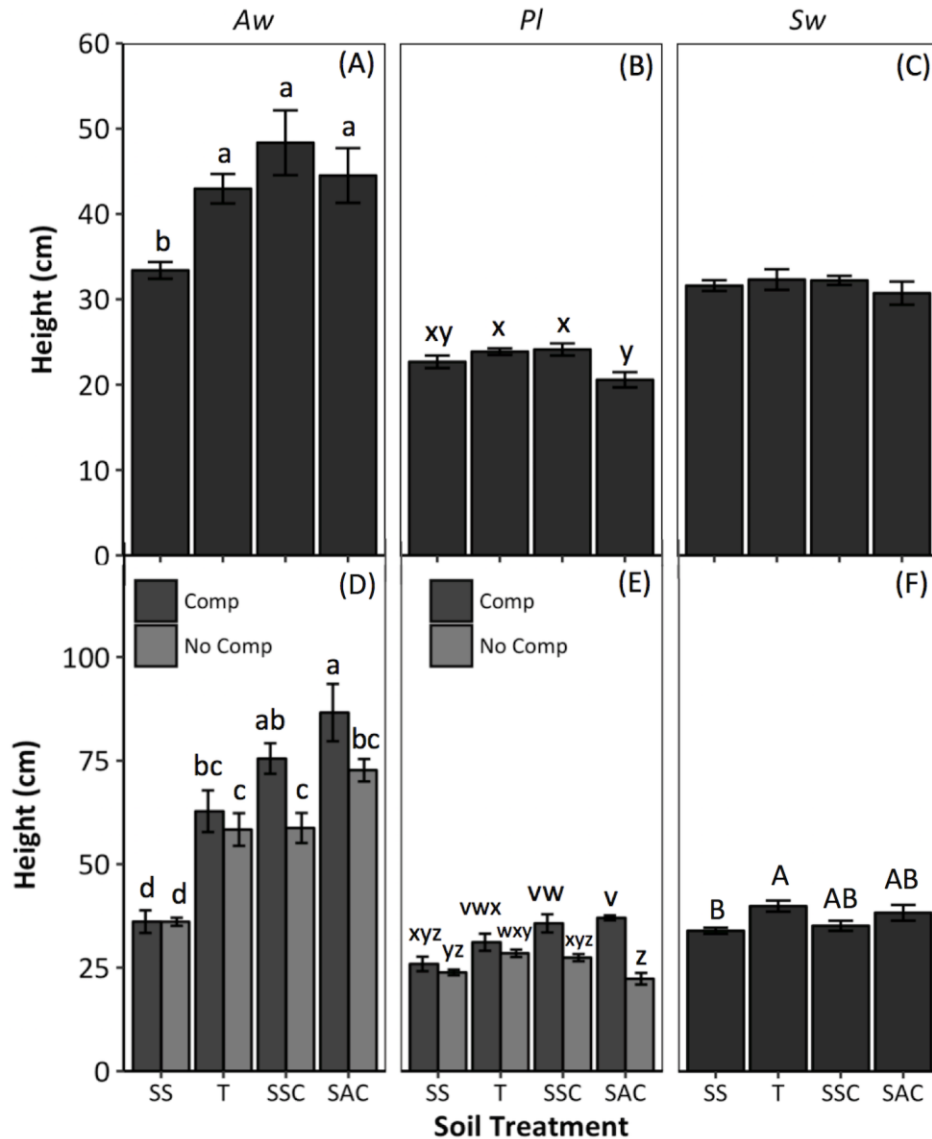 Aw Pl Sw
60 (A) (B) (C)
a
50 a
a
40
b
30
x x
xy y
20
10
0
Height (cm)
(D) (E) (F)
Comp Comp
No Comp No Comp
100
a
ab
75 bc bc
c c
50
d d
vwx vw v
xyz wxy xyz
yz z
A
B AB AB
25
0
Height (cm)
SS T SSC SAC SS T SSC SAC SS T SSC SAC
Soil Treatment